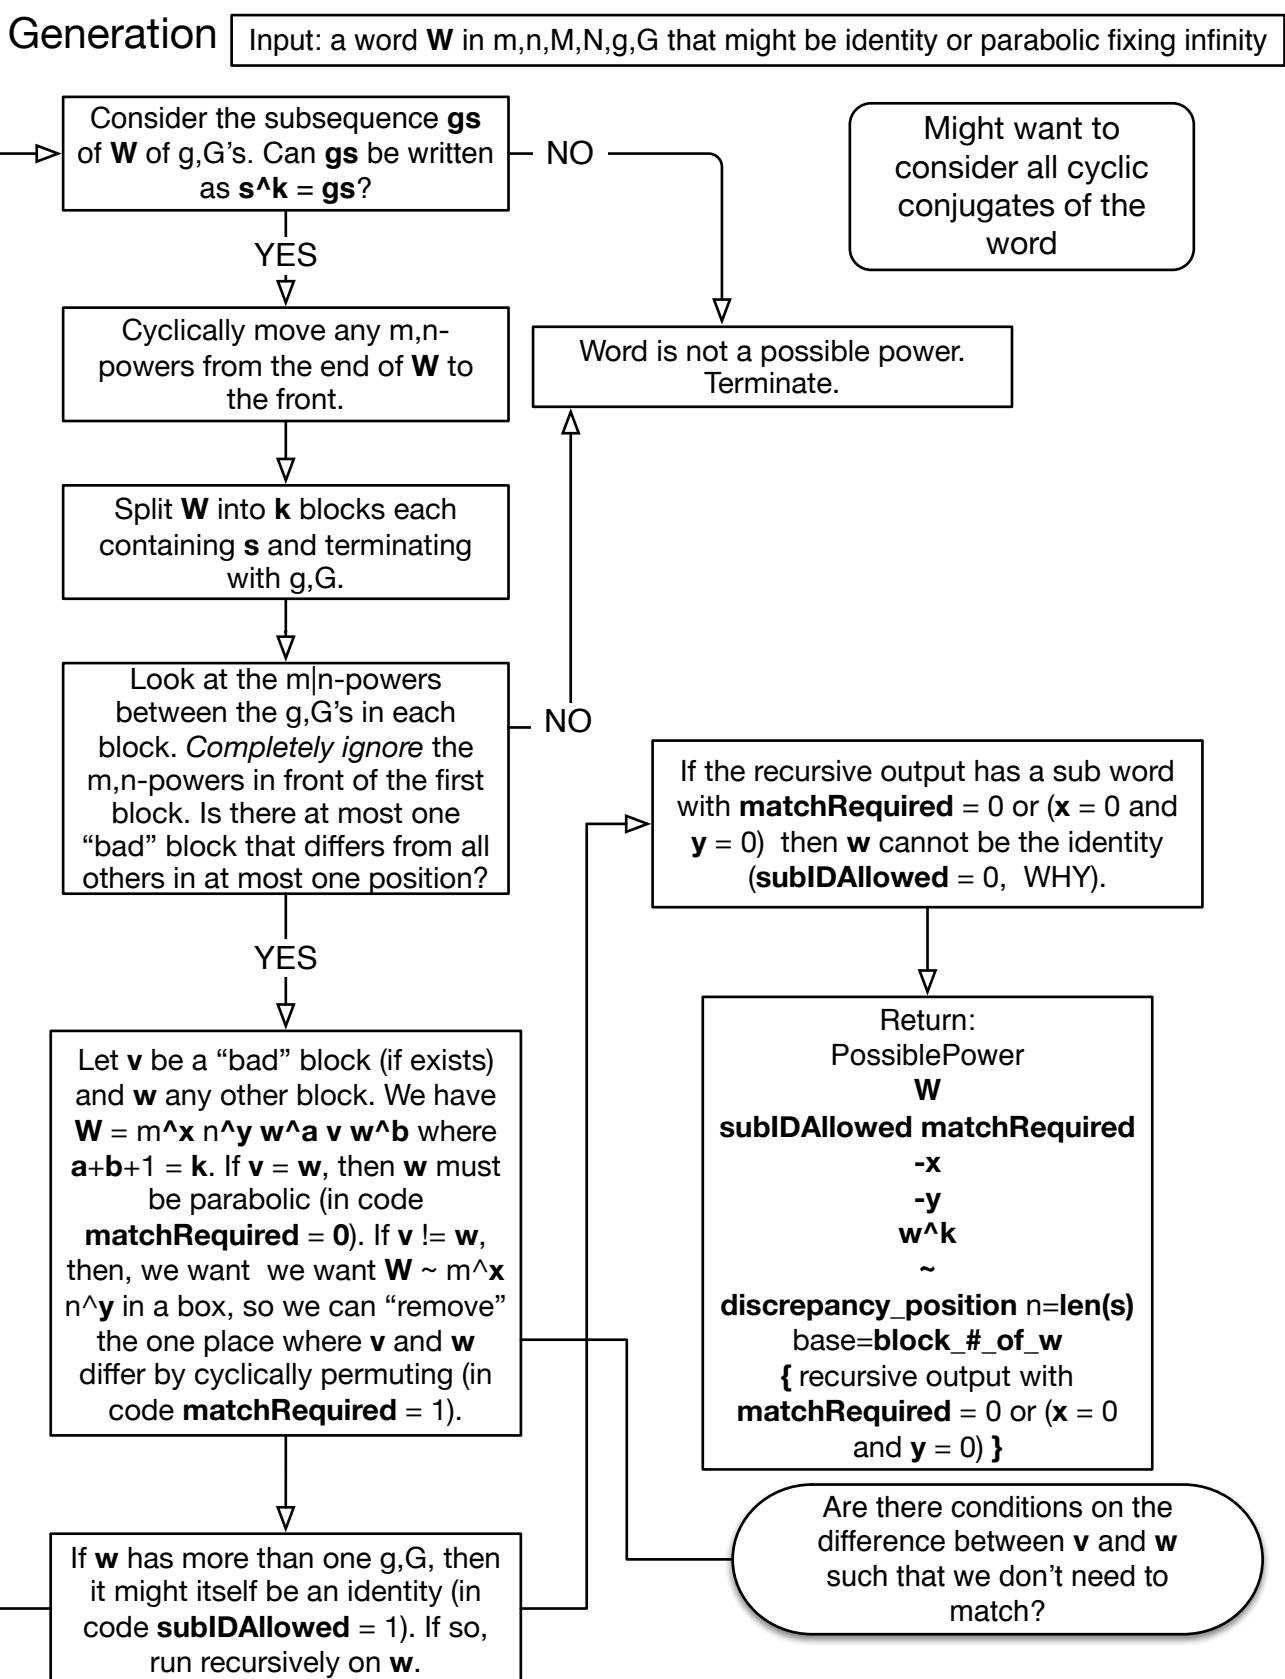 Generation
Input: a word W in m,n,M,N,g,G that might be identity or parabolic fixing infinity
Consider the subsequence gs
of W of g,G's. Can gs be written
as s^k = gs?
NO
Might want to
consider all cyclic
conjugates of the
word
YES
Cyclically move any m,n-
powers from the end of W to
the front.
Word is not a possible power.
Terminate.
Split W into k blocks each
containing s and terminating
with g,G.
Look at the m|n-powers
between the g,G's in each
block. Completely ignore the
m,n-powers in front of the first
block. Is there at most one
“bad” block that differs from all
others in at most one position?
NO
If the recursive output has a sub word
with matchRequired = 0 or (x = 0 and
y = 0) then w cannot be the identity
(subIDAllowed = 0, WHY).
YES
Let v be a “bad” block (if exists)
and w any other block. We have
W = m^x n^y w^a v w^b where
a+b+1 = k. If v = w, then w must
be parabolic (in code
matchRequired = 0). If v != w,
then, we want we want W ~ m^x
n^y in a box, so we can “remove”
the one place where v and w
differ by cyclically permuting (in
code matchRequired = 1).
Return:
PossiblePower
W
subIDAllowed matchRequired
-x
-y
w^k
~
discrepancy_position n=len(s)
base=block_#_of_w
{ recursive output with
matchRequired = 0 or (x = 0
and y = 0) }
Are there conditions on the
difference between v and w
such that we don't need to
match?
If w has more than one g,G, then
it might itself be an identity (in
code subIDAllowed = 1). If so,
run recursively on w.